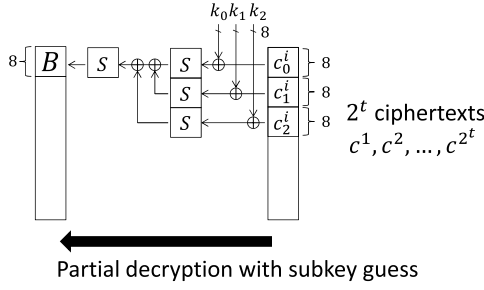 k₀ k₁ k₂
8
8 B S S c₀ⁱ 8
S c₁ⁱ 8
S c₂ⁱ 8
2ᵗ ciphertexts
c¹, c², ..., c^{2ᵗ}
Partial decryption with subkey guess